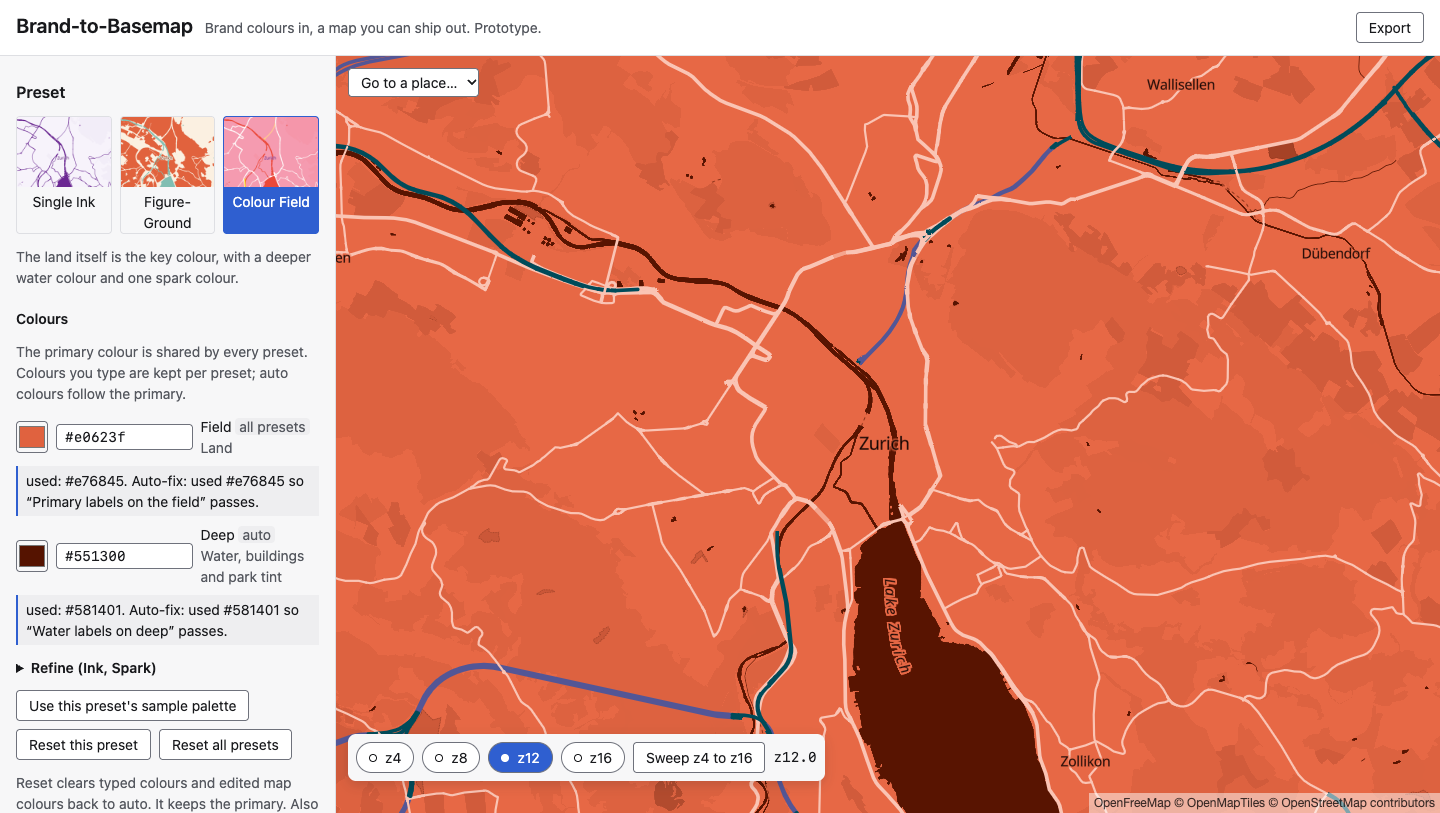 Brand-to-Basemap
Brand colours in, a map you can ship out. Prototype.
Export
Preset
Single Ink
Figure-
Ground
Colour Field
The land itself is the key colour, with a deeper
water colour and one spark colour.
Colours
The primary colour is shared by every preset.
Colours you type are kept per preset; auto
colours follow the primary.
#e0623f
Field all presets
Land
used: #e76845. Auto-fix: used #e76845 so
“Primary labels on the field” passes.
#551300
Deep auto
Water, buildings
and park tint
used: #581401. Auto-fix: used #581401 so
“Water labels on deep” passes.
Refine (Ink, Spark)
Use this preset's sample palette
Reset this preset
Reset all presets
Reset clears typed colours and edited map
colours back to auto. It keeps the primary. Also
Go to a place...
Wallisellen
en
Dübendorf
Zurich
Lake Zurich
Zollikon
z4
z8
z12
z16
Sweep z4 to z16
z12.0
OpenFreeMap © OpenMapTiles © OpenStreetMap contributors